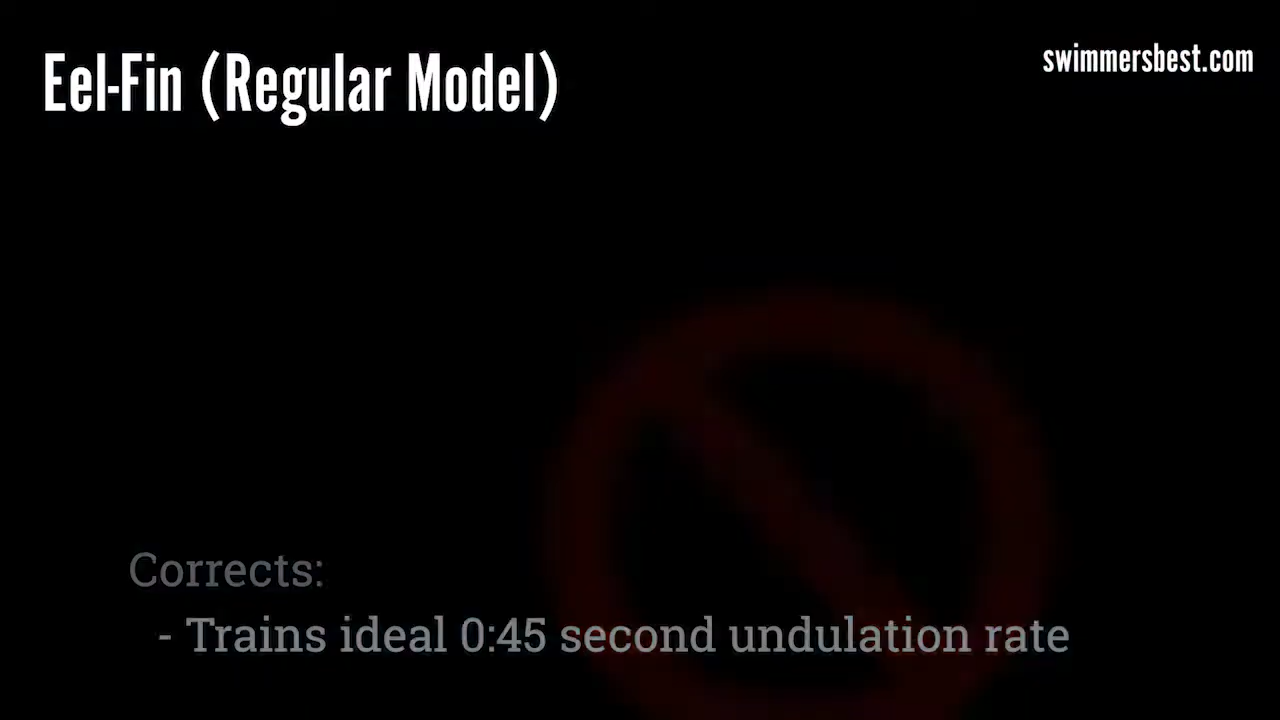 Eel-Fin (Regular Model)
swimmersbest.com
Corrects:
- Trains ideal 0:45 second undulation rate